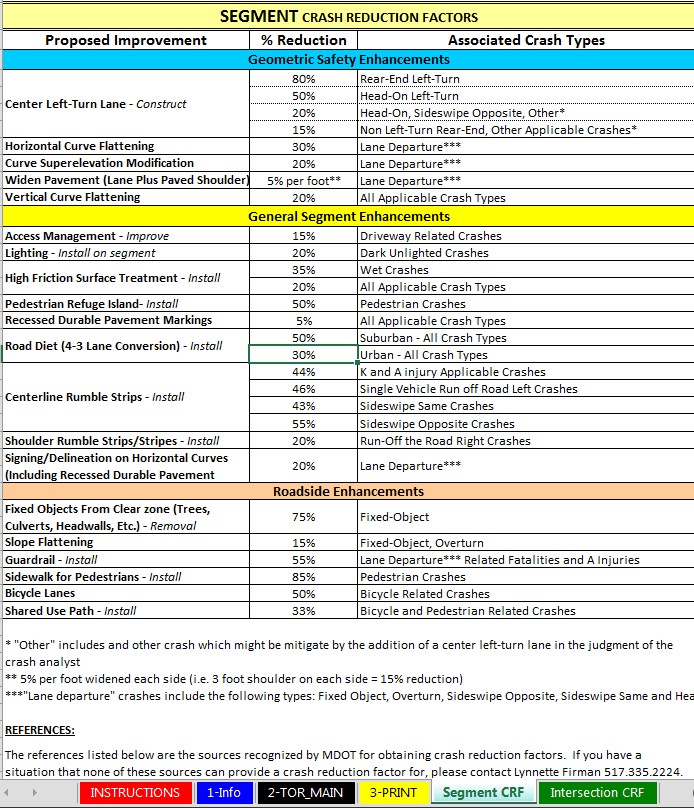 SEGMENT CRASH REDUCTION FACTORS
Proposed Improvement % Reduction Associated Crash Types
Geometric Safety Enhancements
Center Left-Turn Lane - Construct
80% Rear-End Left-Turn
50% Head-On Left-Turn
20% Head-On, Sideswipe Opposite, Other*
15% Non Left-Turn Rear-End, Other Applicable Crashes*
Horizontal Curve Flattening 30% Lane Departure***
Curve Superelevation Modification 20% Lane Departure***
Widen Pavement (Lane Plus Paved Shoulder) 5% per foot** Lane Departure***
Vertical Curve Flattening 20% All Applicable Crash Types
General Segment Enhancements
Access Management - Improve 15% Driveway Related Crashes
Lighting - Install on segment 20% Dark Unlighted Crashes
High Friction Surface Treatment - Install
35% Wet Crashes
20% All Applicable Crash Types
Pedestrian Refuge Island- Install 50% Pedestrian Crashes
Recessed Durable Pavement Markings 5% All Applicable Crash Types
Road Diet (4-3 Lane Conversion) - Install
50% Suburban - All Crash Types
30% Urban - All Crash Types
Centerline Rumble Strips - Install
44% K and A injury Applicable Crashes
46% Single Vehicle Run off Road Left Crashes
43% Sideswipe Same Crashes
55% Sideswipe Opposite Crashes
Shoulder Rumble Strips/Stripes - Install 20% Run-Off the Road Right Crashes
Signing/Delineation on Horizontal Curves
(Including Recessed Durable Pavement
20% Lane Departure***
Roadside Enhancements
Fixed Objects From Clear zone (Trees,
Culverts, Headwalls, Etc.) - Removal
75% Fixed-Object
Slope Flattening 15% Fixed-Object, Overturn
Guardrail - Install 55% Lane Departure*** Related Fatalities and A Injuries
Sidewalk for Pedestrians - Install 85% Pedestrian Crashes
Bicycle Lanes 50% Bicycle Related Crashes
Shared Use Path - Install 33% Bicycle and Pedestrian Related Crashes
* "Other" includes and other crash which might be mitigate by the addition of a center left-turn lane in the judgment of the
crash analyst
** 5% per foot widened each side (i.e. 3 foot shoulder on each side = 15% reduction)
***"Lane departure" crashes include the following types: Fixed Object, Overturn, Sideswipe Opposite, Sideswipe Same and Hea
REFERENCES:
The references listed below are the sources recognized by MDOT for obtaining crash reduction factors. If you have a
situation that none of these sources can provide a crash reduction factor for, please contact Lynnette Firman 517.335.2224.
INSTRUCTIONS 1-Info 2-TOR_MAIN 3-PRINT Segment CRF Intersection CRF